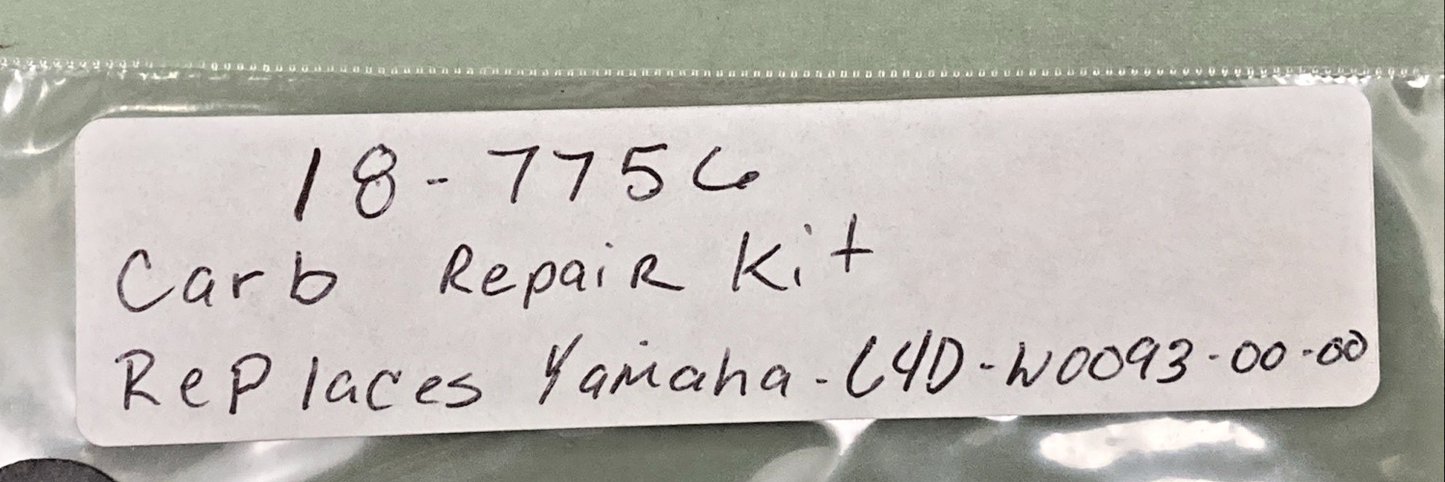 18-7756
Carb Repair Kit
Replaces Yamaha-64D-W0093-00-00